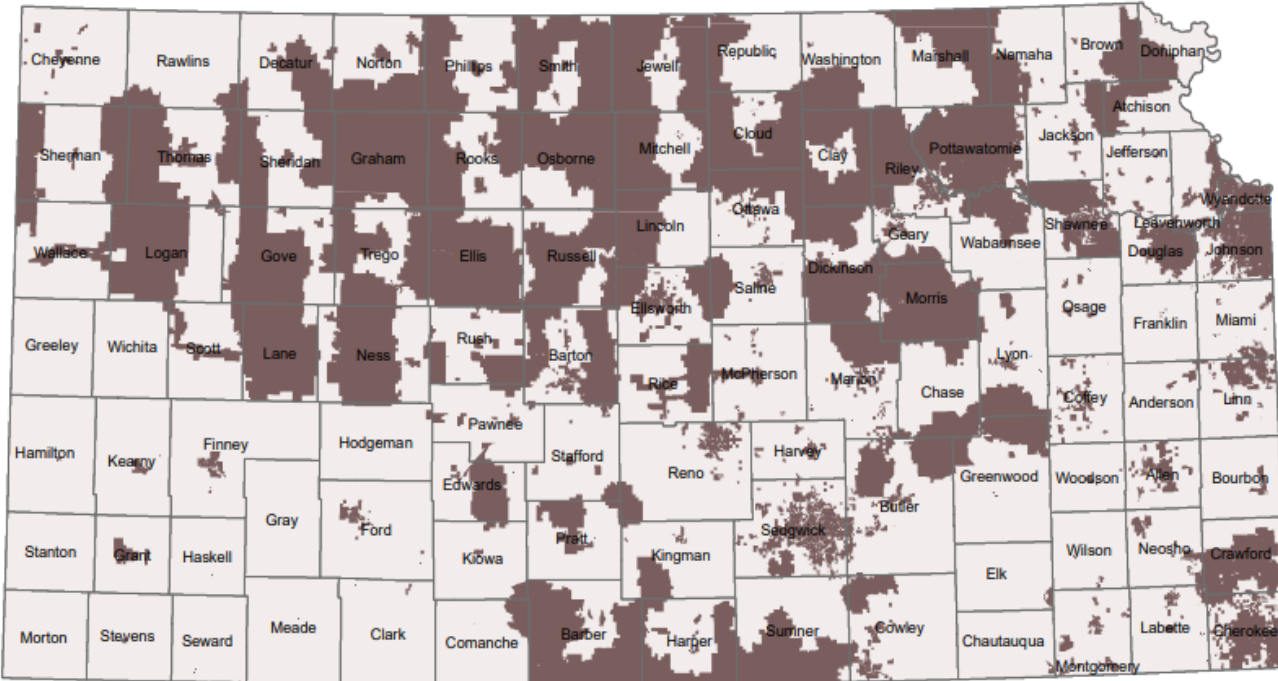 Cheyenne
Rawlins
Decatur
Norton
Phillips
Smith
Jewell
Republic
Washington
Marshall
Nemaha
Brown
Doniphan
Sherman
Thomas
Sheridan
Graham
Rooks
Osborne
Mitchell
Cloud
Clay
Riley
Pottawatomie
Jackson
Atchison
Jefferson
Wyandotte
Wallace
Logan
Gove
Trego
Ellis
Russell
Lincoln
Ottawa
Geary
Wabaunsee
Shawnee
Leavenworth
Douglas
Johnson
Dickinson
Saline
Ellsworth
Morris
Greeley
Wichita
Scott
Lane
Ness
Rush
Barton
Rice
McPherson
Marion
Chase
Lyon
Osage
Franklin
Miami
Coffey
Anderson
Linn
Hamilton
Kearny
Finney
Hodgeman
Pawnee
Stafford
Edwards
Reno
Harvey
Sedgwick
Butler
Greenwood
Woodson
Allen
Bourbon
Stanton
Grant
Haskell
Gray
Ford
Kiowa
Pratt
Kingman
Elk
Wilson
Neosho
Crawford
Morton
Stevens
Seward
Meade
Clark
Comanche
Barber
Harper
Sumner
Cowley
Chautauqua
Montgomery
Labette
Cherokee